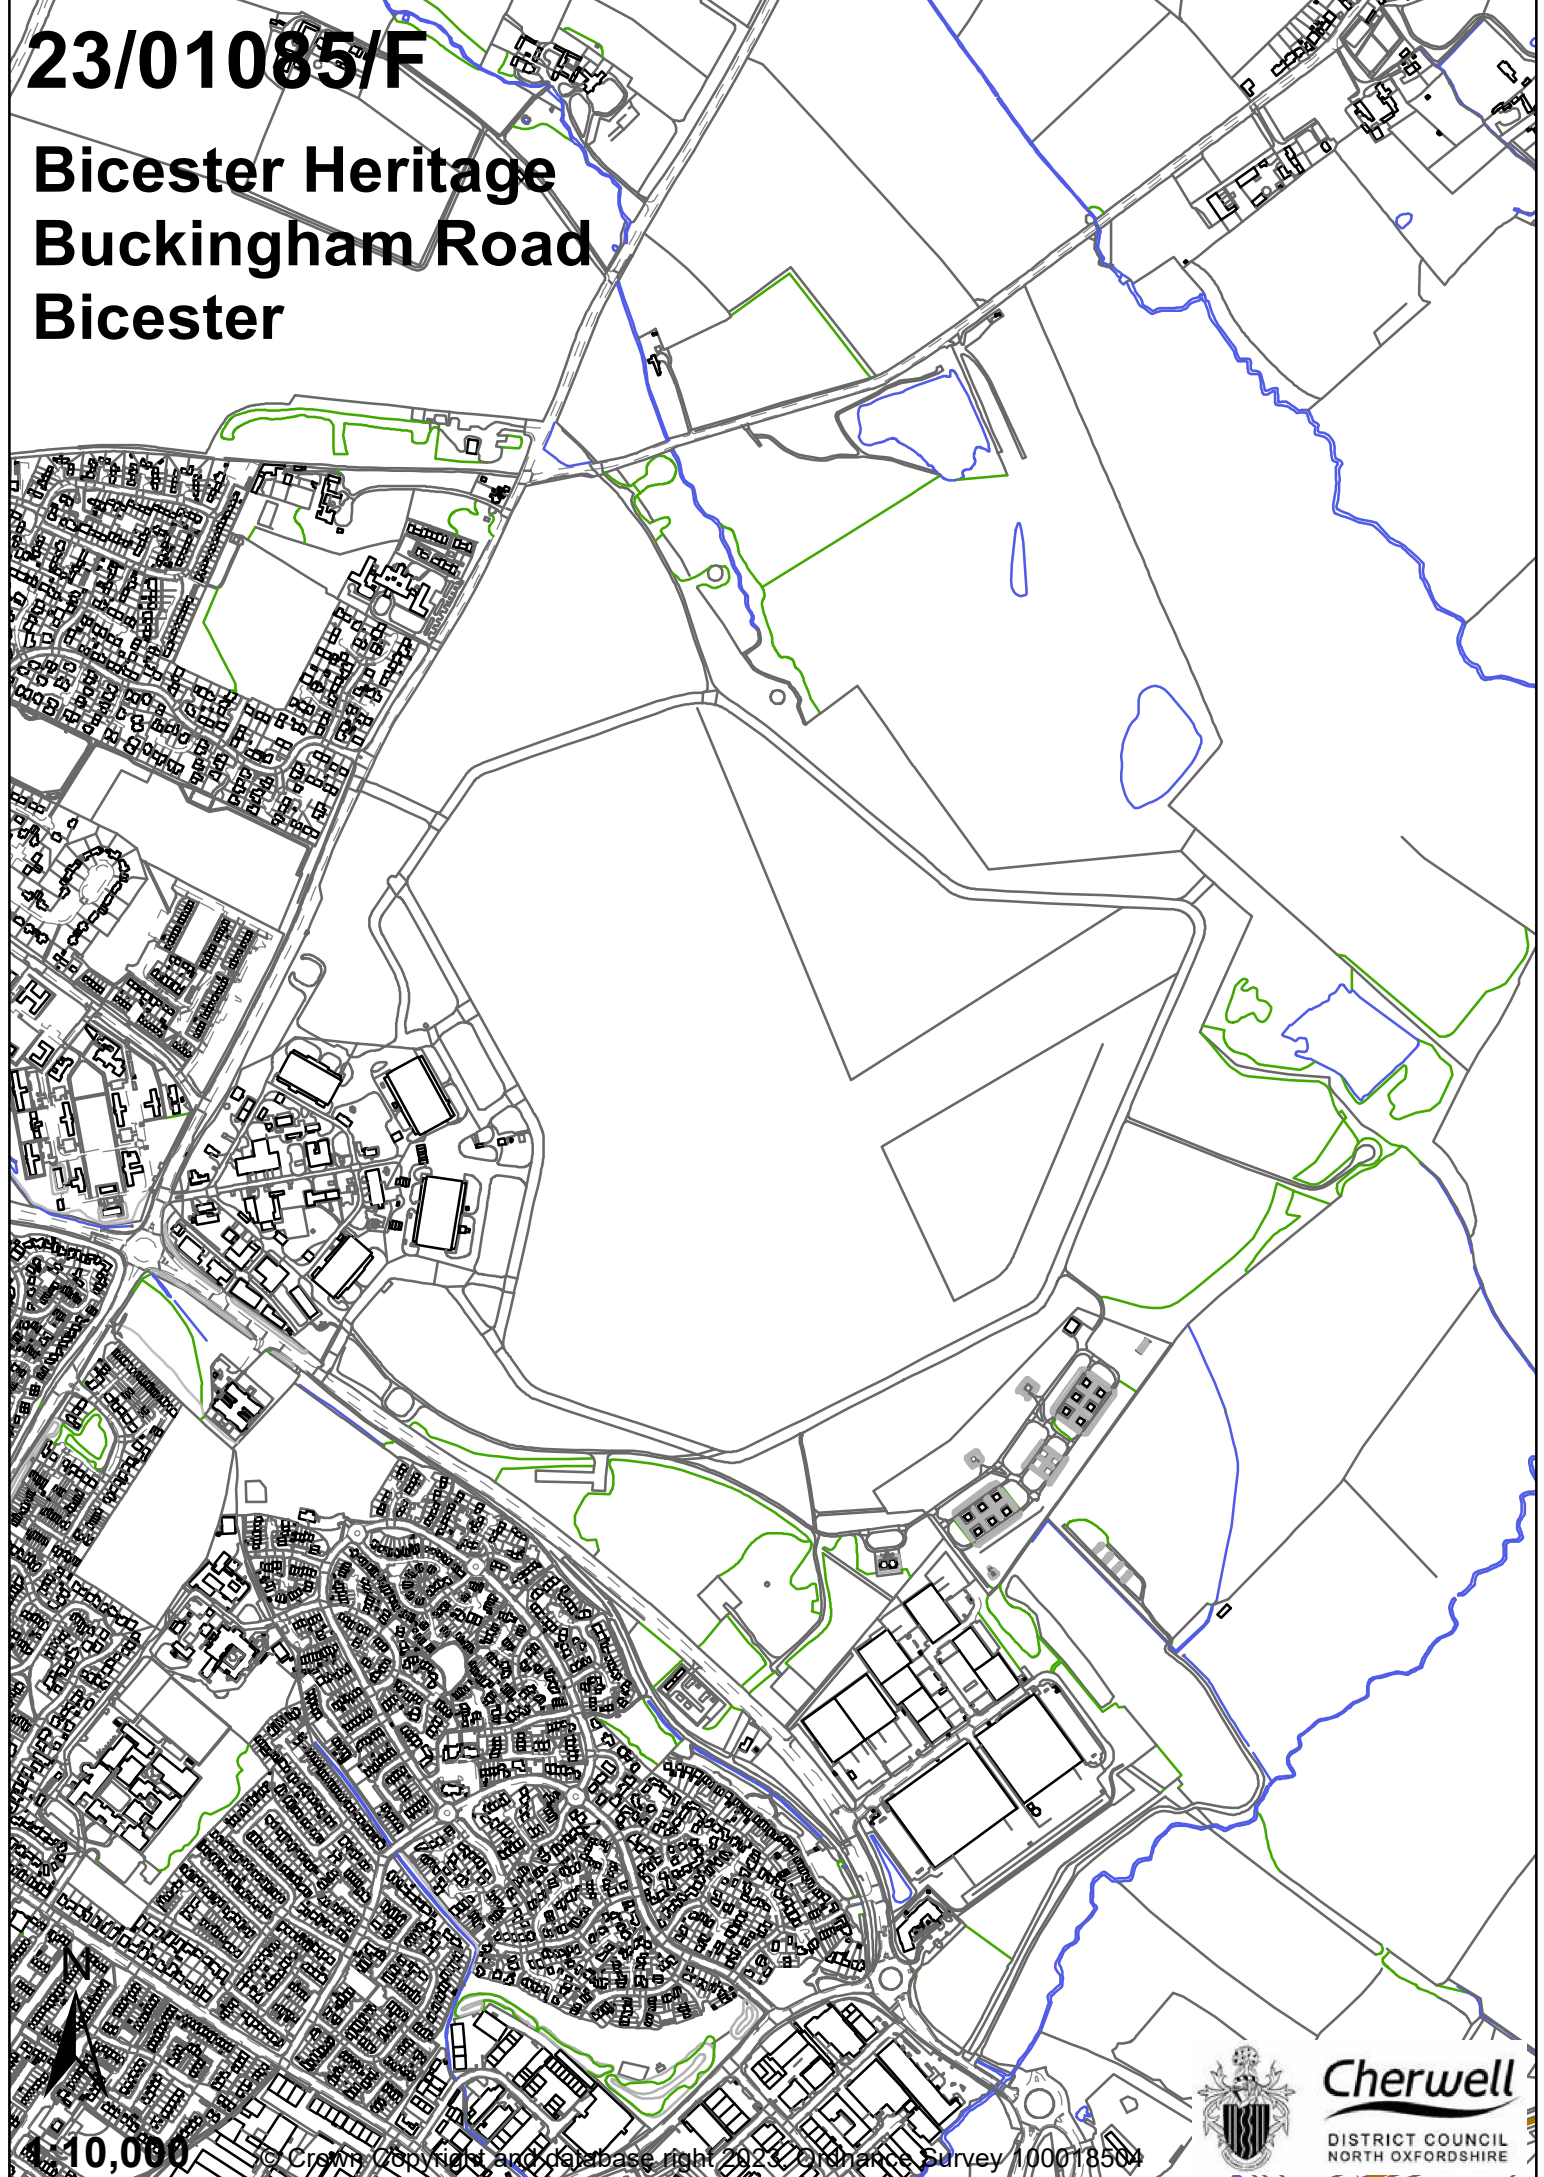 23/01085/F
Bicester Heritage
Buckingham Road
Bicester
N
1:10,000
© Crown Copyright and database right 2023. Ordnance Survey 100018504
Cherwell
DISTRICT COUNCIL
NORTH OXFORDSHIRE